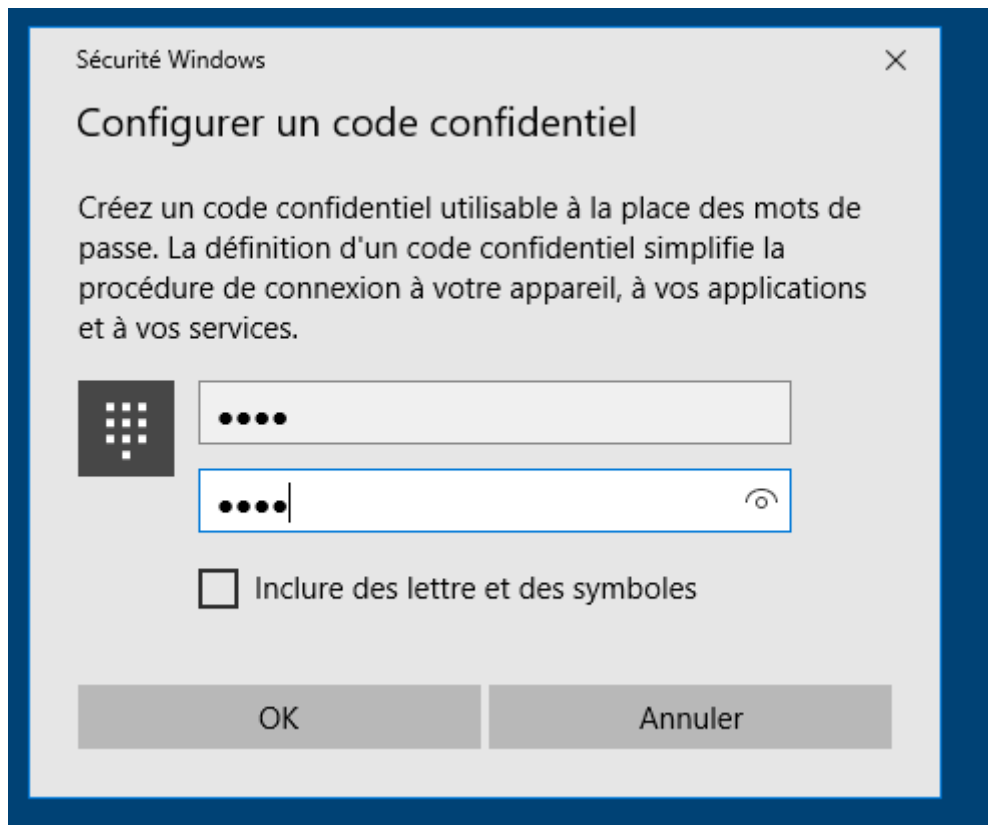 Sécurité Windows
Configurer un code confidentiel
Créez un code confidentiel utilisable à la place des mots de
passe. La définition d'un code confidentiel simplifie la
procédure de connexion à votre appareil, à vos applications
et à vos services.
••••
••••
Inclure des lettre et des symboles
OK
Annuler